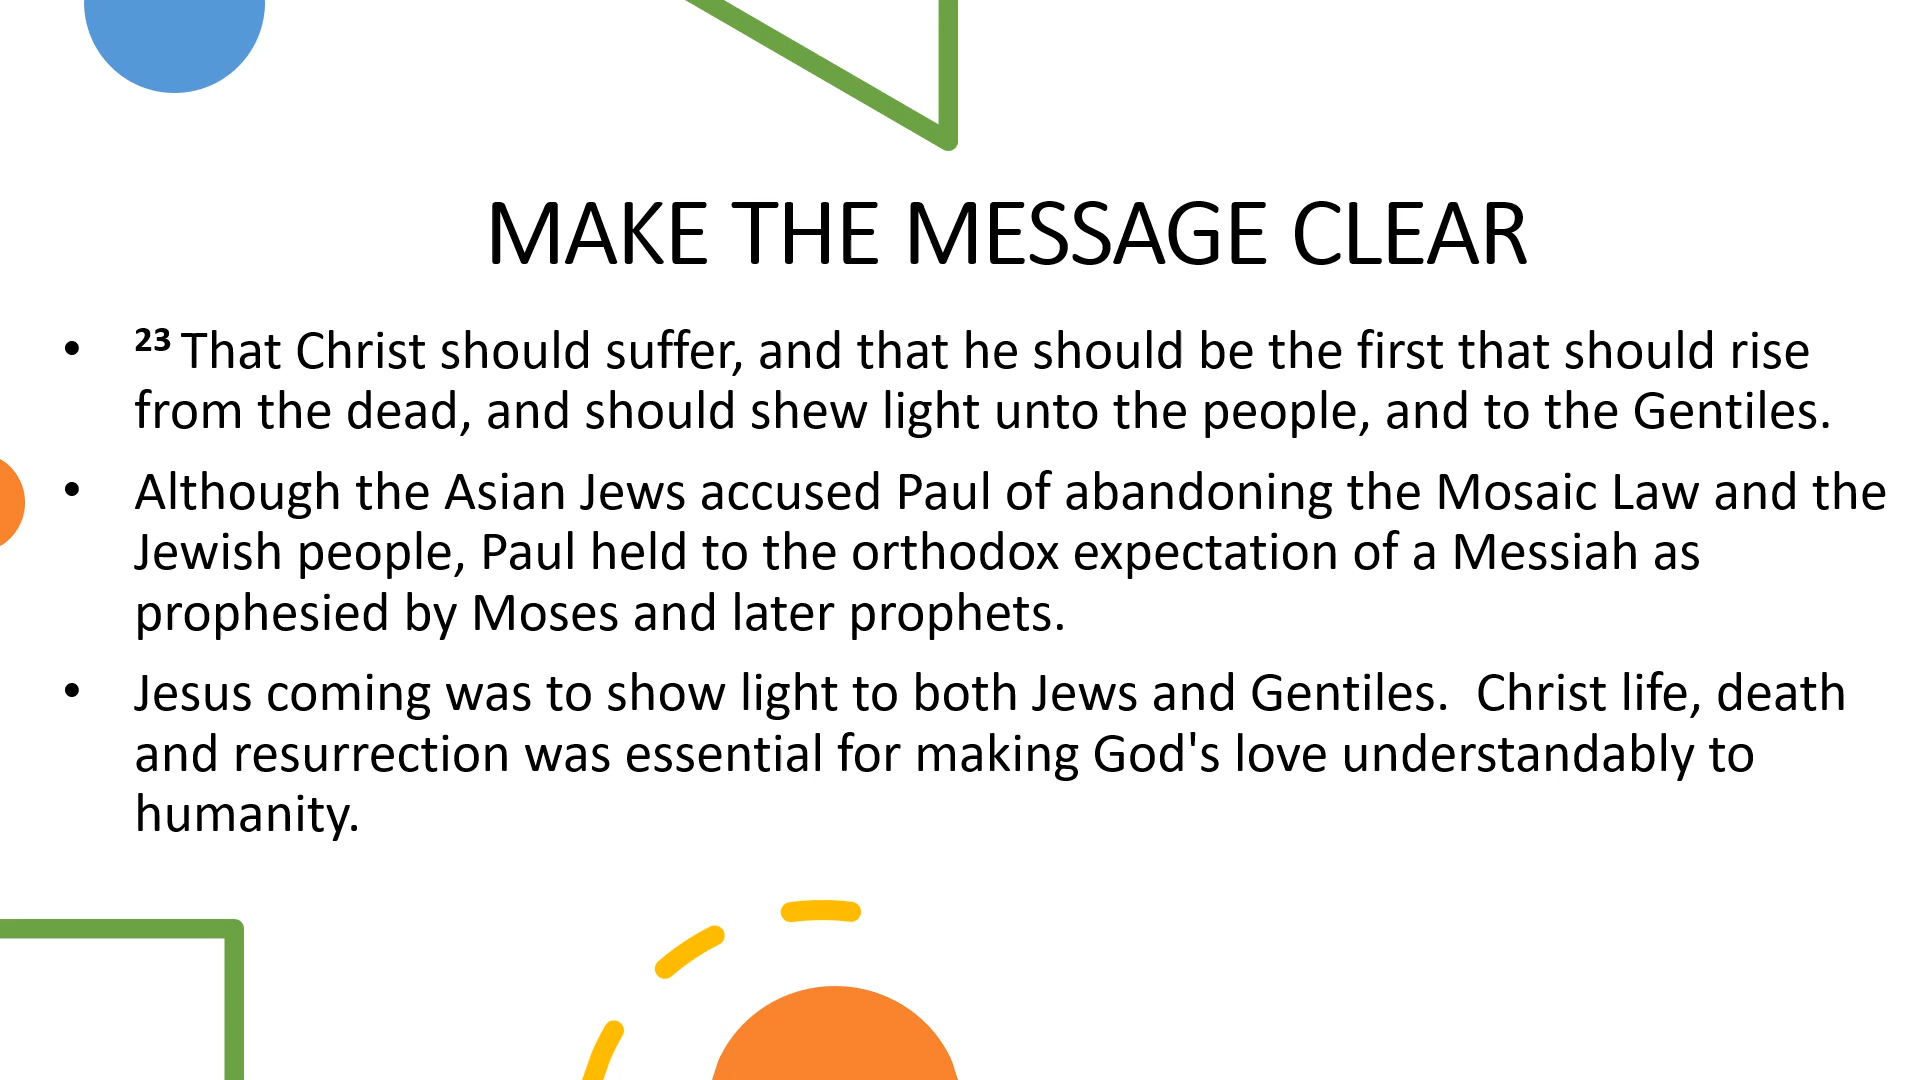 MAKE THE MESSAGE CLEAR
• 23 That Christ should suffer, and that he should be the first that should rise
from the dead, and should shew light unto the people, and to the Gentiles.
• Although the Asian Jews accused Paul of abandoning the Mosaic Law and the
Jewish people, Paul held to the orthodox expectation of a Messiah as
prophesied by Moses and later prophets.
• Jesus coming was to show light to both Jews and Gentiles.  Christ life, death
and resurrection was essential for making God's love understandably to
humanity.